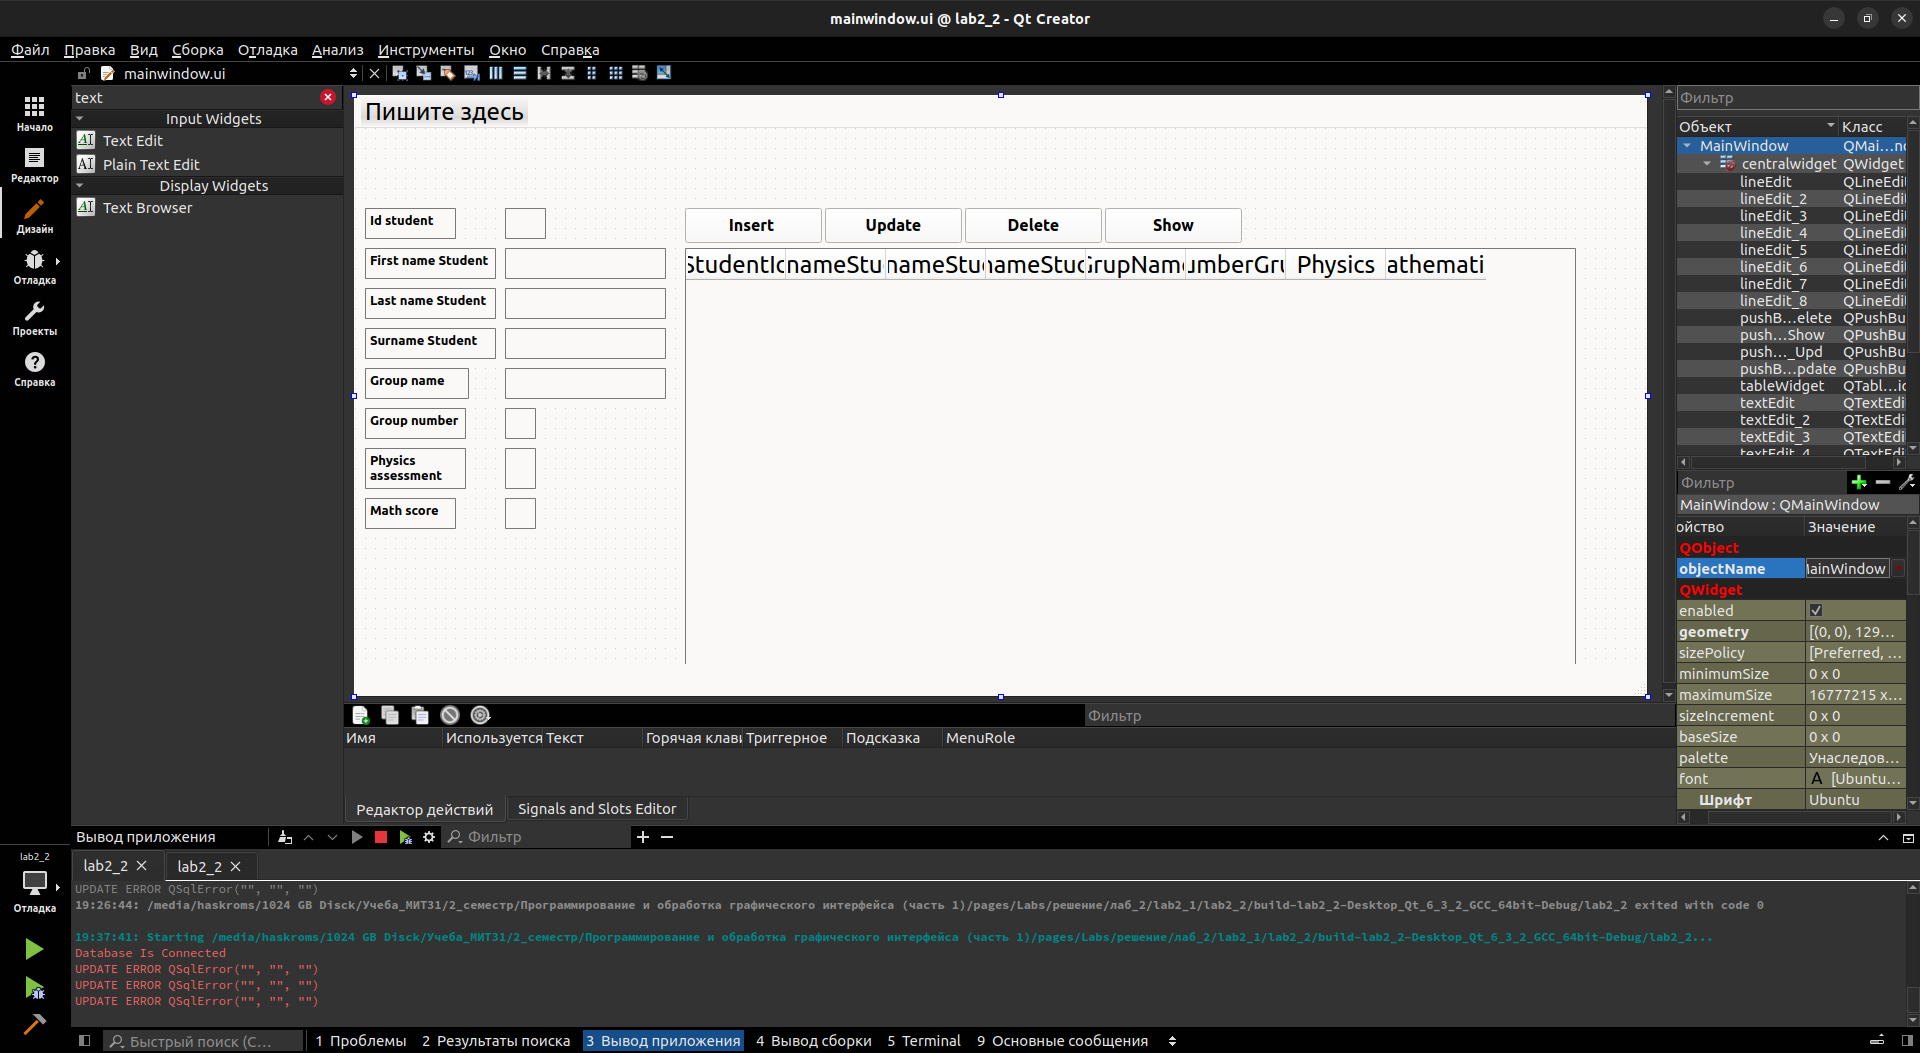 mainwindow.ui @ lab2_2 - Qt Creator
Файл Правка Вид Сборка Отладка Анализ Инструменты Окно Справка
mainwindow.ui
text
Input Widgets
Text Edit
Plain Text Edit
Display Widgets
Text Browser
Начало
Редактор
Дизайн
Отладка
Проекты
Справка
Пишите здесь
Id student
First name Student
Last name Student
Surname Student
Group name
Group number
Physics
assessment
Math score
Insert Update Delete Show
StudentId nameStu nameStu nameStud GrupName umberGru Physics athemati
Фильтр
Объект Класс
MainWindow QMai...no
centralwidget QWidget
lineEdit QLineEdi
lineEdit_2 QLineEdi
lineEdit_3 QLineEdi
lineEdit_4 QLineEdi
lineEdit_5 QLineEdi
lineEdit_6 QLineEdi
lineEdit_7 QLineEdi
lineEdit_8 QLineEdi
pushB...elete QPushBu
push...Show QPushBu
push..._Upd QPushBu
pushB...pdate QPushBu
tableWidget QTabl...ic
textEdit QTextEdi
textEdit_2 QTextEdi
textEdit_3 QTextEdi
textEdit_4 QTextEdi
Фильтр
MainWindow : QMainWindow
ойство Значение
QObject
objectName MainWindow
QWidget
enabled
geometry [(0, 0), 129...
sizePolicy [Preferred, ...
minimumSize 0 x 0
maximumSize 16777215 x...
sizeIncrement 0 x 0
baseSize 0 x 0
palette Унаследов...
font A [Ubuntu...
Шрифт Ubuntu
Фильтр
Имя Используется Текст Горячая клави Триггерное Подсказка MenuRole
Редактор действий Signals and Slots Editor
Вывод приложения Фильтр
lab2_2 lab2_2
UPDATE ERROR QSqlError("", "", "")
19:26:44: /media/haskroms/1024 GB Disck/Учеба_МИТ31/2_семестр/Программирование и обработка графического интерфейса (часть 1)/pages/Labs/решение/лаб_2/lab2_1/lab2_2/build-lab2_2-Desktop_Qt_6_3_2_GCC_64bit-Debug/lab2_2 exited with code 0
19:37:41: Starting /media/haskroms/1024 GB Disck/Учеба_МИТ31/2_семестр/Программирование и обработка графического интерфейса (часть 1)/pages/Labs/решение/лаб_2/lab2_1/lab2_2/build-lab2_2-Desktop_Qt_6_3_2_GCC_64bit-Debug/lab2_2...
Database Is Connected
UPDATE ERROR QSqlError("", "", "")
UPDATE ERROR QSqlError("", "", "")
UPDATE ERROR QSqlError("", "", "")
lab2_2
Отладка
Быстрый поиск (C... 1 Проблемы 2 Результаты поиска 3 Вывод приложения 4 Вывод сборки 5 Terminal 9 Основные сообщения